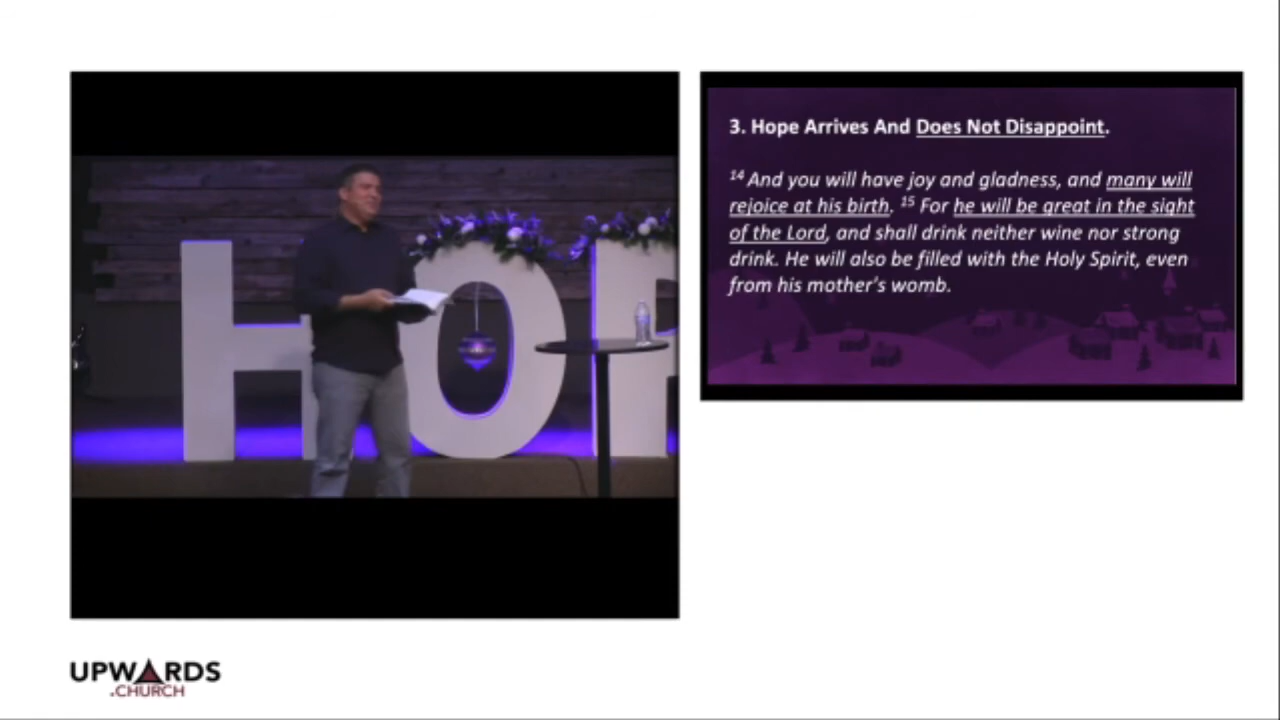 HOP
3. Hope Arrives And Does Not Disappoint.
14 And you will have joy and gladness, and many will
rejoice at his birth. 15 For he will be great in the sight
of the Lord, and shall drink neither wine nor strong
drink. He will also be filled with the Holy Spirit, even
from his mother's womb.
UPWARDS
.CHURCH